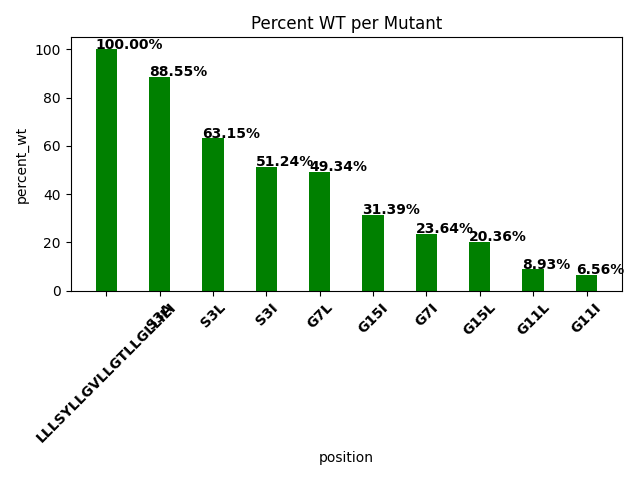 Percent WT per Mutant
percent_wt
100
80
60
40
20
0
100.00%
88.55%
63.15%
51.24%
49.34%
31.39%
23.64%
20.36%
8.93%
6.56%
S3A
S3L
S3I
G7L
G15I
G7I
G15L
G11L
G11I
position